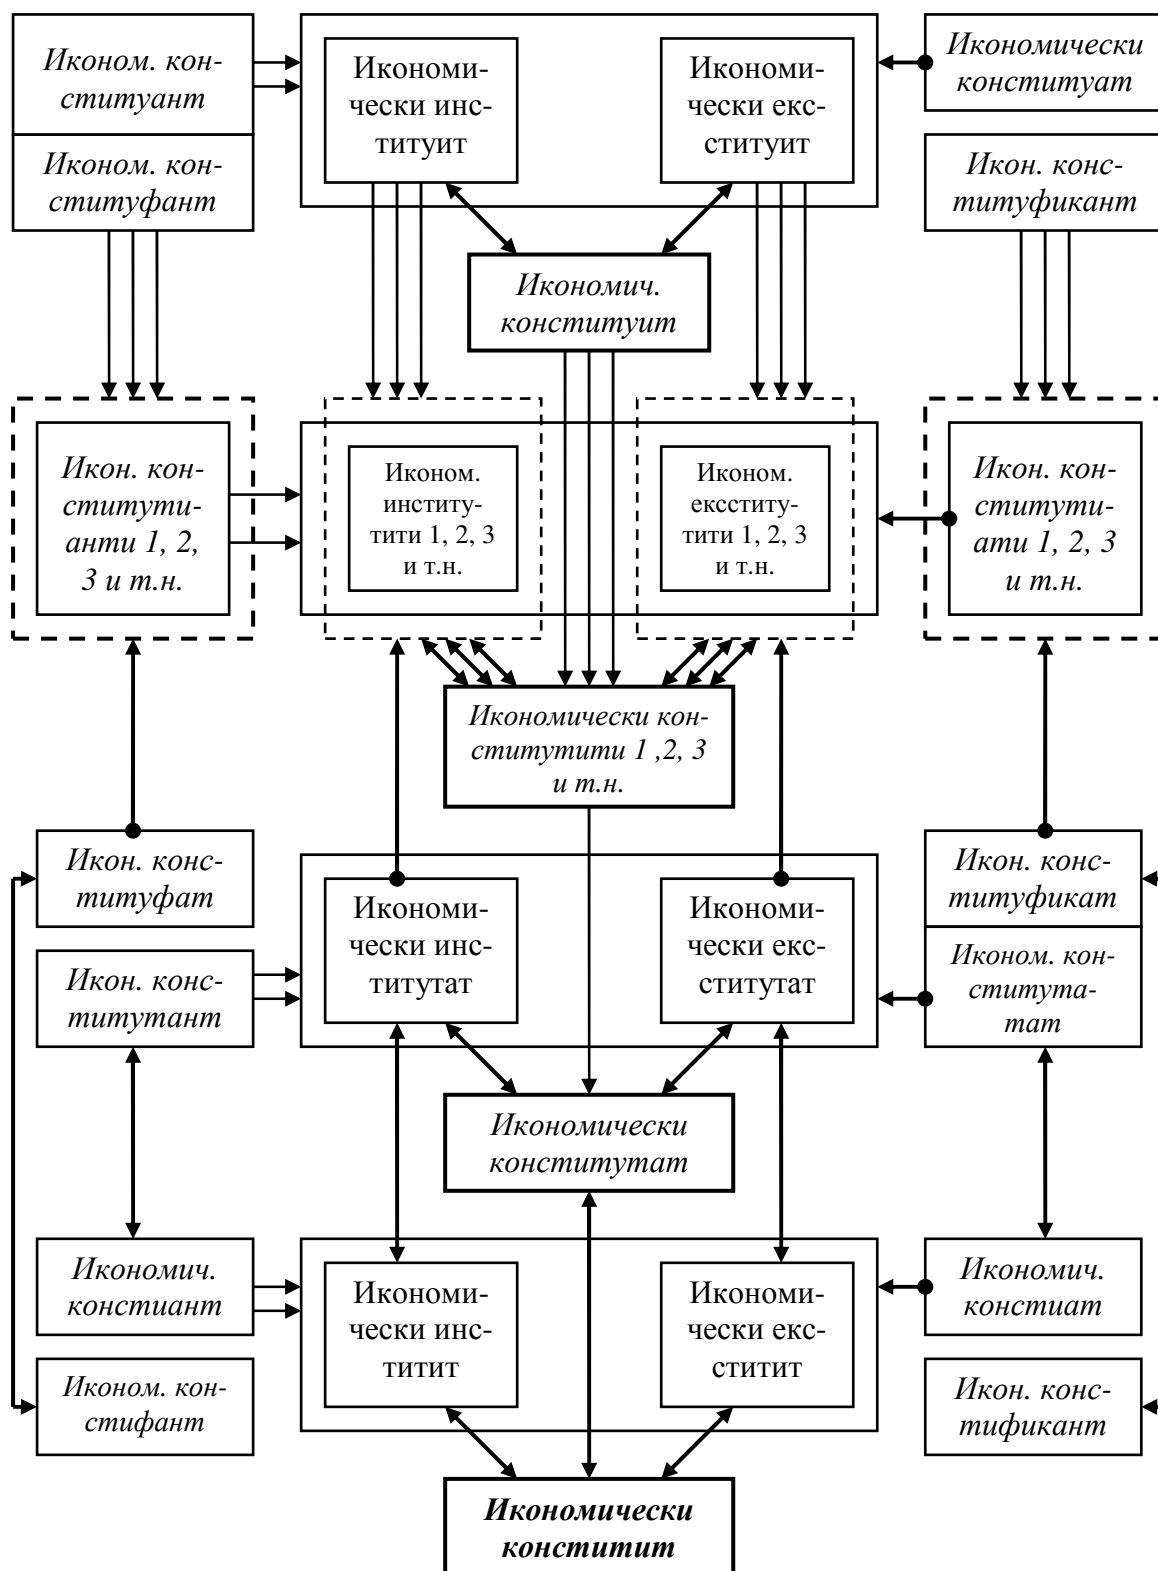 Иконом. кон-
ституант
Иконом. кон-
ституфант
Икономи-
чески инс-
титуит
Икономи-
чески екс-
ституит
Икономически
конституат
Икон. конс-
титуфикант
Икономич.
конституит
Икон. кон-
ститути-
анти 1, 2,
3 и т.н.
Иконом.
институ-
тити 1, 2, 3
и т.н.
Иконом.
ексститу-
тити 1, 2, 3
и т.н.
Икон. кон-
ститути-
ати 1, 2, 3
и т.н.
Икономически кон-
ститутити 1 ,2, 3
и т.н.
Икон. конс-
титуфат
Икон. конс-
титутант
Икономи-
чески инс-
титутат
Икономи-
чески екс-
ститутат
Икон. конс-
титуфикат
Иконом. кон-
ститута-
тат
Икономически
конститутат
Икономич.
констиант
Иконом. кон-
стифант
Икономи-
чески инс-
титит
Икономи-
чески екс-
ститит
Икономич.
констиат
Икон. конс-
тификант
Икономически
конститит